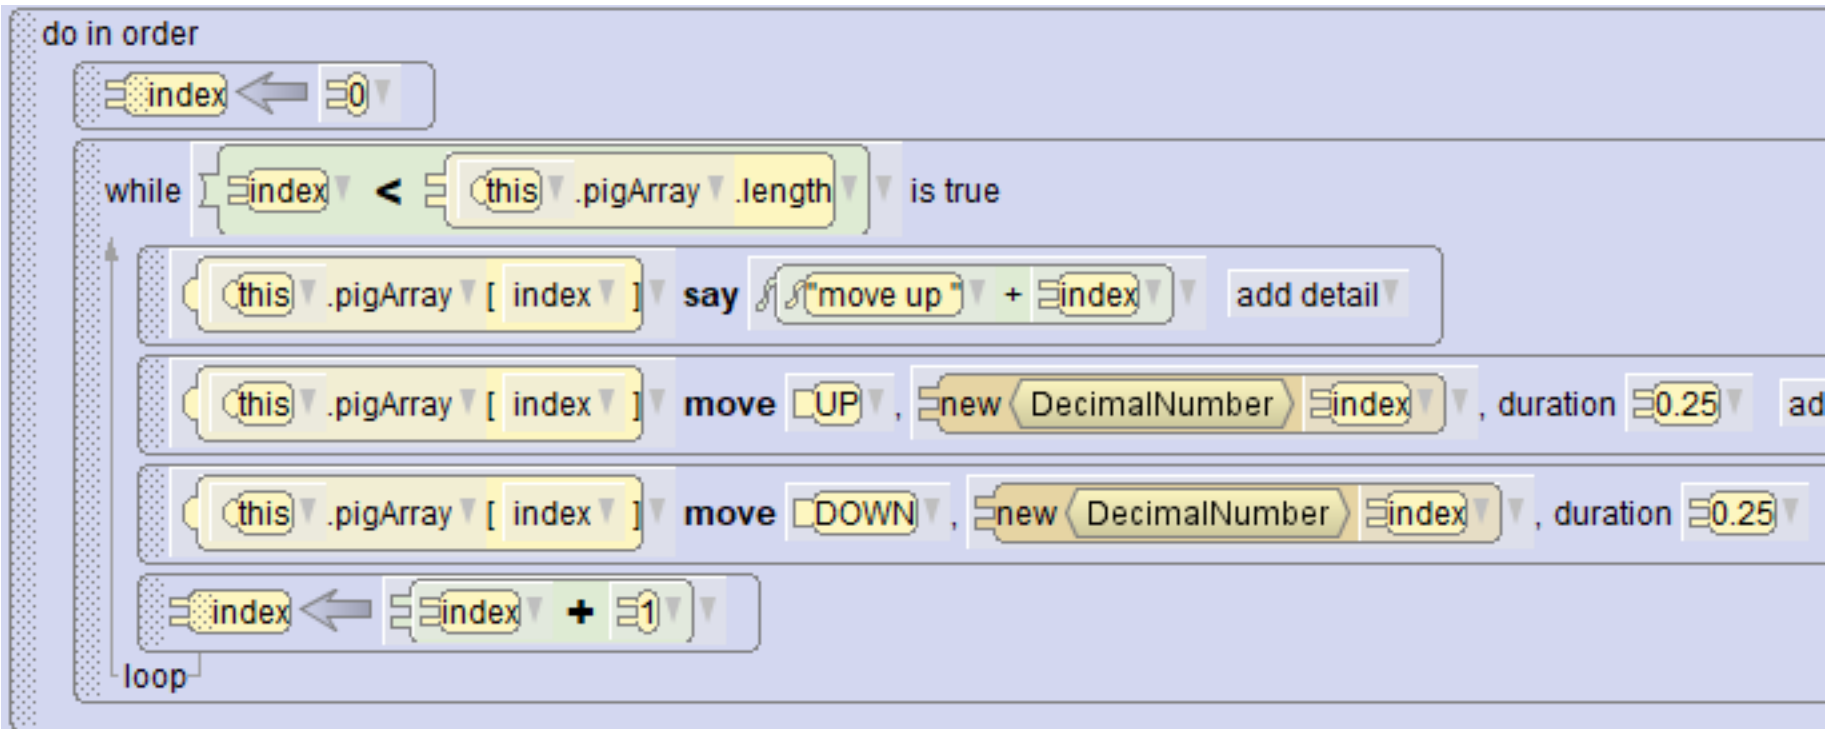 do in order
index 0
while index < this .pigArray .length is true
this .pigArray [ index ] say "move up " + index add detail
this .pigArray [ index ] move UP , new DecimalNumber index , duration 0.25 ad
this .pigArray [ index ] move DOWN , new DecimalNumber index , duration 0.25
index index + 1
loop